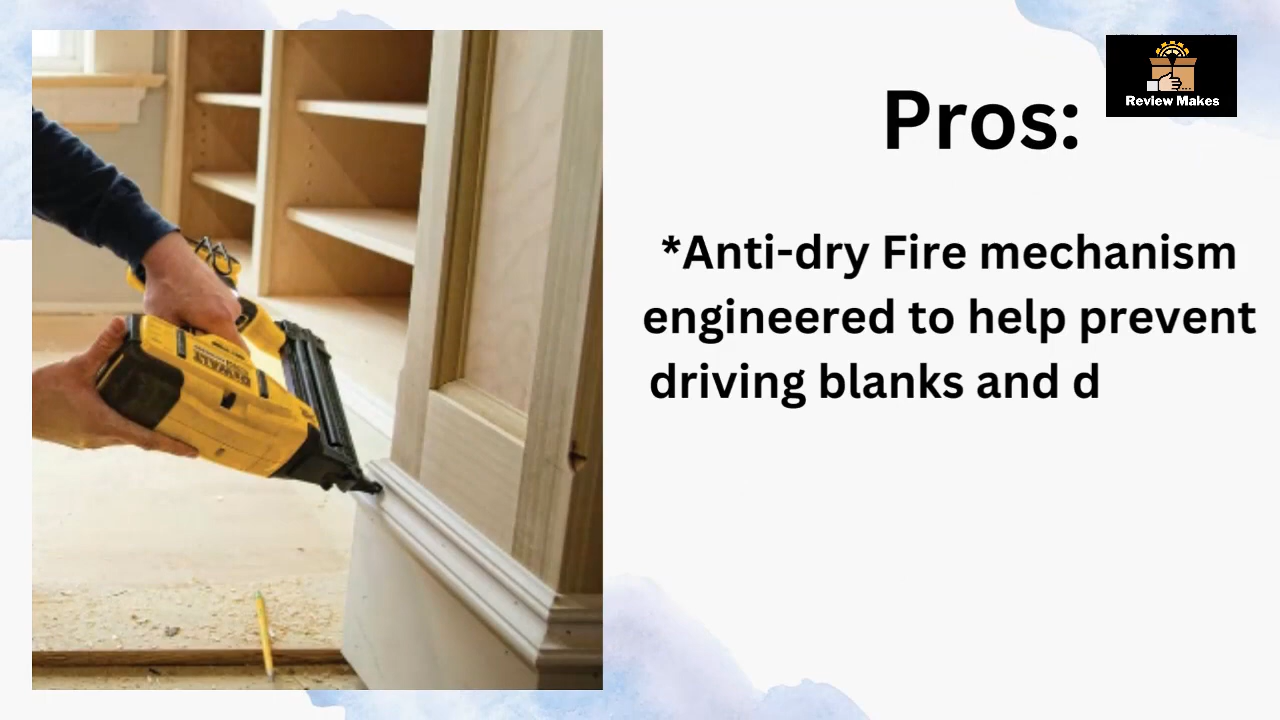 Pros:
Review Makes
*Anti-dry Fire mechanism
engineered to help prevent
driving blanks and d
DEWALT